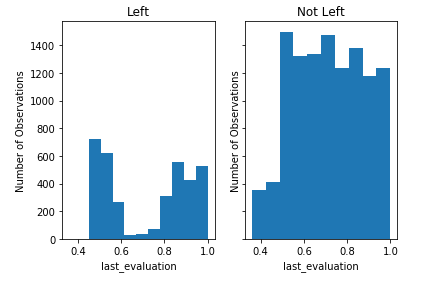 Left
Not Left
Number of Observations
1400
1200
1000
800
600
400
200
0
0.4 0.6 0.8 1.0
last_evaluation
Number of Observations
0.4 0.6 0.8 1.0
last_evaluation